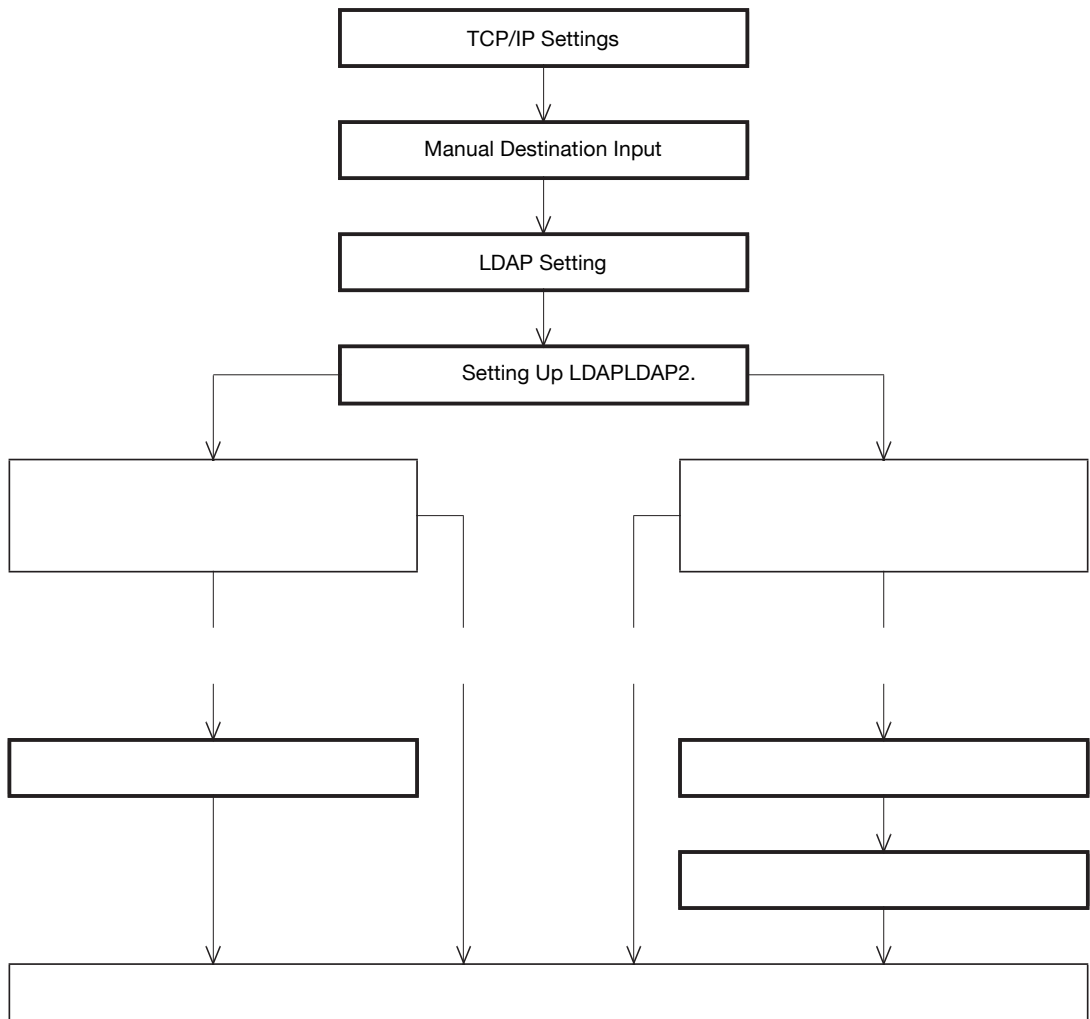 TCP/IP Settings
Manual Destination Input
LDAP Setting
Setting Up LDAPLDAP2.